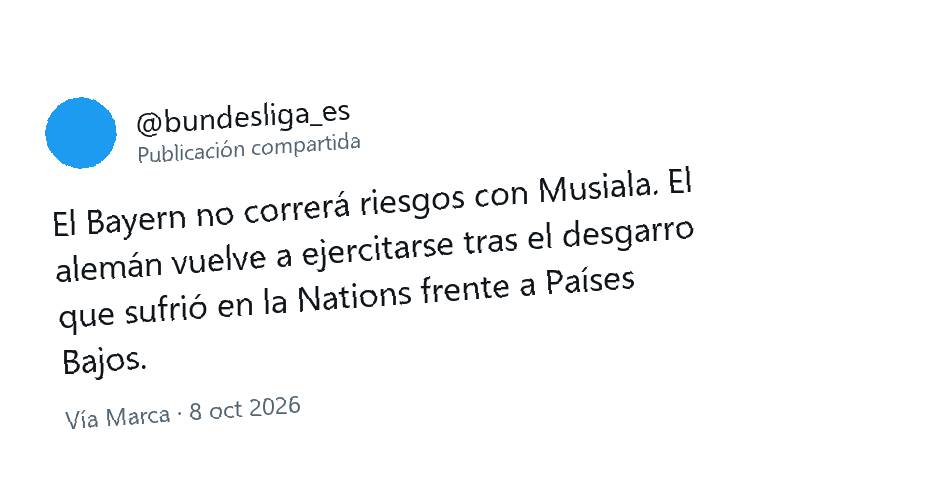 @bundesliga_es
Publicación compartida
El Bayern no correrá riesgos con Musiala. El
alemán vuelve a ejercitarse tras el desgarro
que sufrió en la Nations frente a Países
Bajos.
Vía Marca · 8 oct 2026